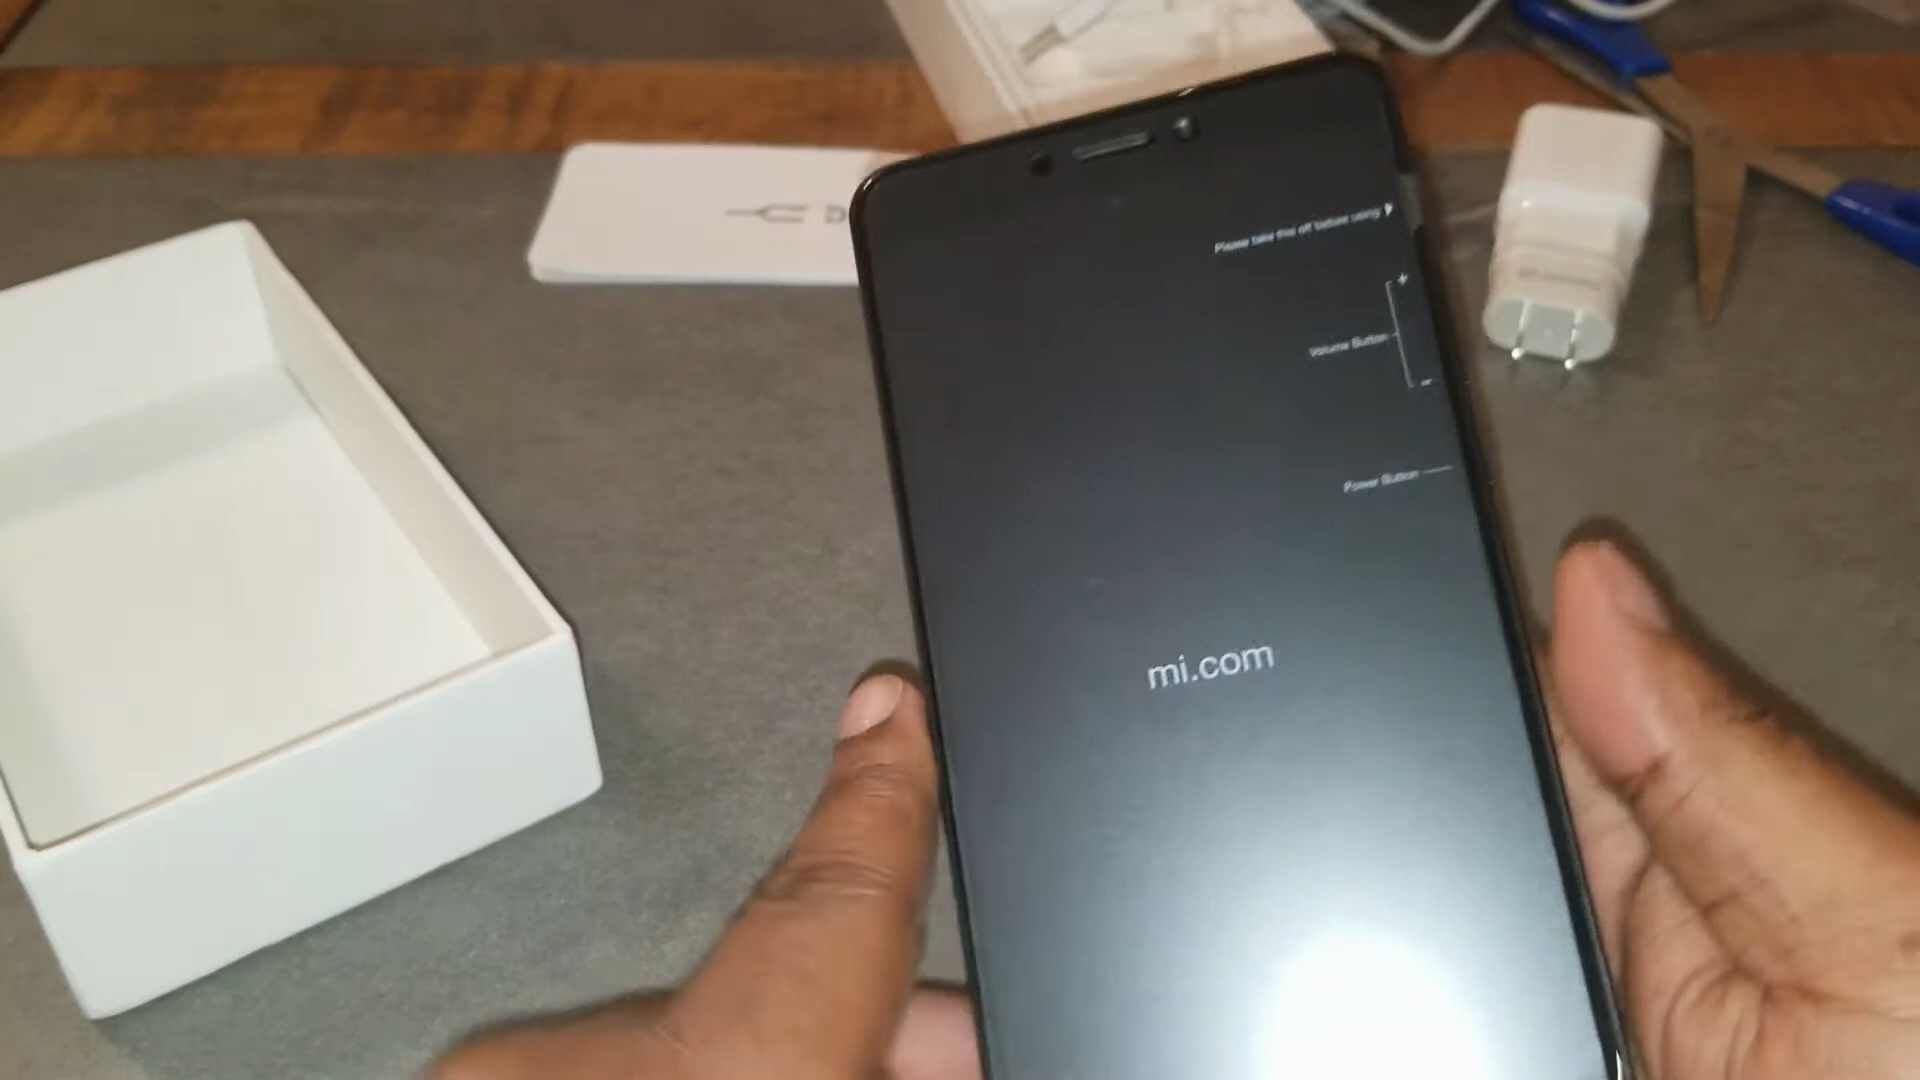 Please take this off before using
+
Volume Button
-
Power Button
mi.com